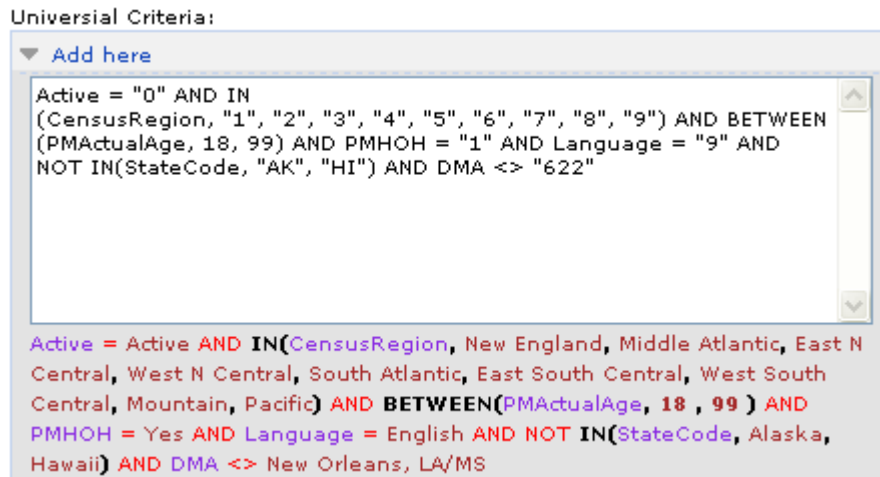 Universial Criteria:
Add here
Active = "0" AND IN
(CensusRegion, "1", "2", "3", "4", "5", "6", "7", "8", "9") AND BETWEEN
(PMActualAge, 18, 99) AND PMHOH = "1" AND Language = "9" AND
NOT IN(StateCode, "AK", "HI") AND DMA <> "622"
Active = Active AND IN(CensusRegion, New England, Middle Atlantic, East N
Central, West N Central, South Atlantic, East South Central, West South
Central, Mountain, Pacific) AND BETWEEN(PMActualAge, 18 , 99 ) AND
PMHOH = Yes AND Language = English AND NOT IN(StateCode, Alaska,
Hawaii) AND DMA <> New Orleans, LA/MS